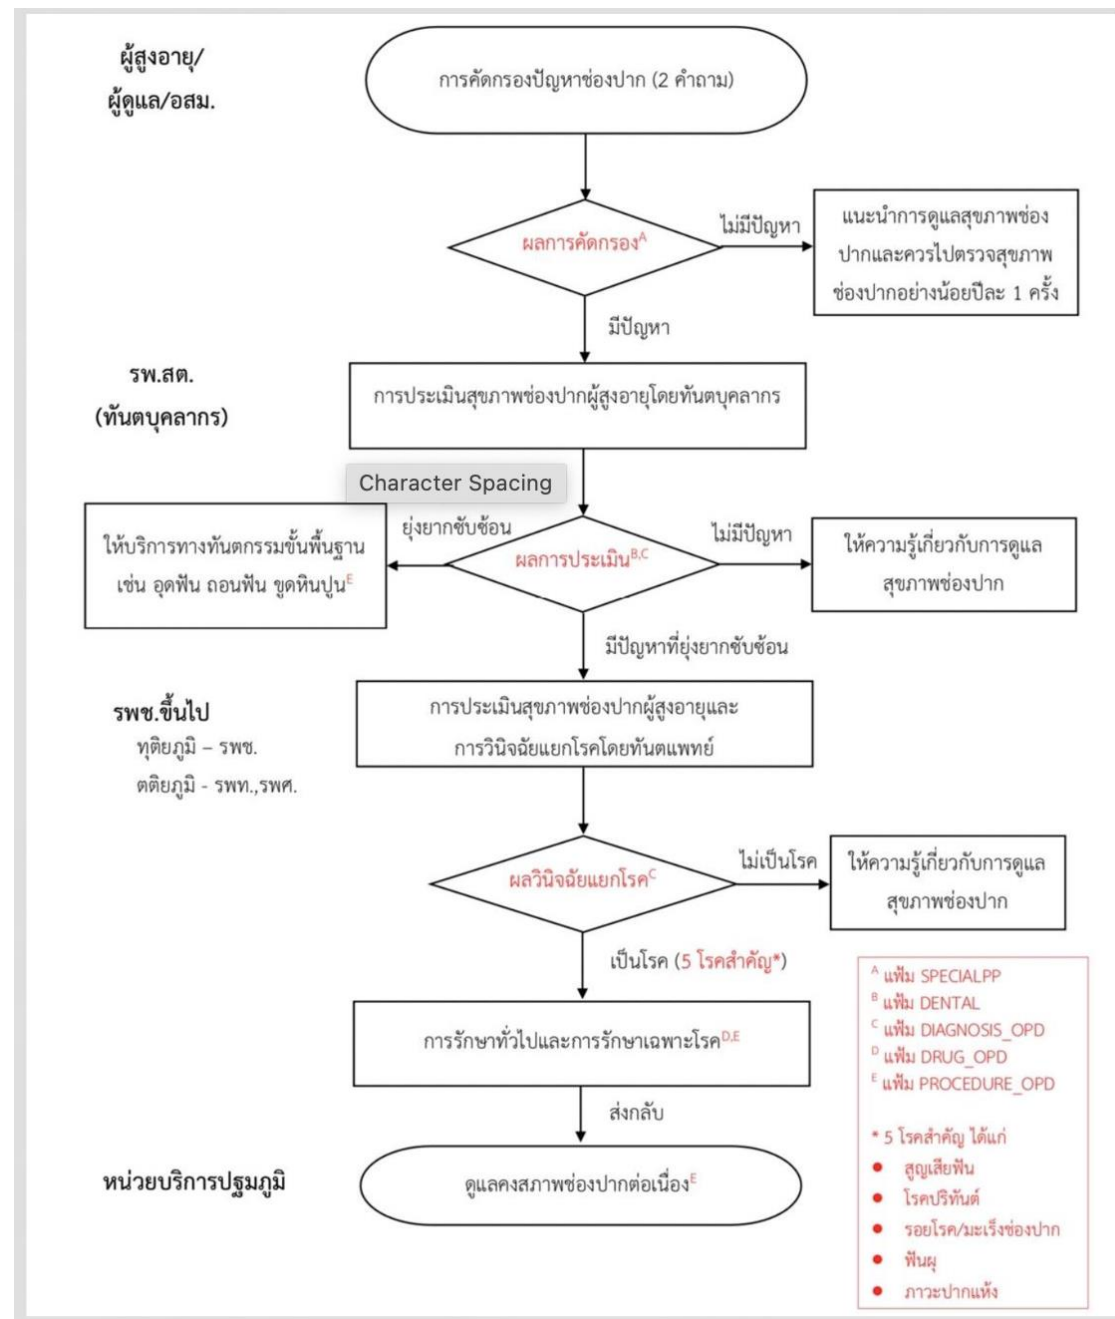 ผู้สูงอายุ/
ผู้ดูแล/อสม.
การคัดกรองปัญหาช่องปาก (2 คำถาม)
ผลการคัดกรองA
ไม่มีปัญหา
แนะนำการดูแลสุขภาพช่อง
ปากและควรไปตรวจสุขภาพ
ช่องปากอย่างน้อยปีละ 1 ครั้ง
มีปัญหา
รพ.สต.
(ทันตบุคลากร)
การประเมินสุขภาพช่องปากผู้สูงอายุโดยทันตบุคลากร
Character Spacing
ยุ่งยากซับซ้อน
ให้บริการทางทันตกรรมขั้นพื้นฐาน
เช่น อุดฟัน ถอนฟัน ขูดหินปูนE
ผลการประเมินB,C
ไม่มีปัญหา
ให้ความรู้เกี่ยวกับการดูแล
สุขภาพช่องปาก
มีปัญหาที่ยุ่งยากซับซ้อน
รพช.ขึ้นไป
ทุติยภูมิ – รพช.
ตติยภูมิ - รพท.,รพศ.
การประเมินสุขภาพช่องปากผู้สูงอายุและ
การวินิจฉัยแยกโรคโดยทันตแพทย์
ผลวินิจฉัยแยกโรคC
ไม่เป็นโรค
ให้ความรู้เกี่ยวกับการดูแล
สุขภาพช่องปาก
เป็นโรค (5 โรคสำคัญ*)
การรักษาทั่วไปและการรักษาเฉพาะโรคD,E
ส่งกลับ
หน่วยบริการปฐมภูมิ
ดูแลคงสภาพช่องปากต่อเนื่องE
A แฟ้ม SPECIALPP
B แฟ้ม DENTAL
C แฟ้ม DIAGNOSIS_OPD
D แฟ้ม DRUG_OPD
E แฟ้ม PROCEDURE_OPD
* 5 โรคสำคัญ ได้แก่
● สูญเสียฟัน
● โรคปริทันต์
● รอยโรค/มะเร็งช่องปาก
● ฟันผุ
● ภาวะปากแห้ง